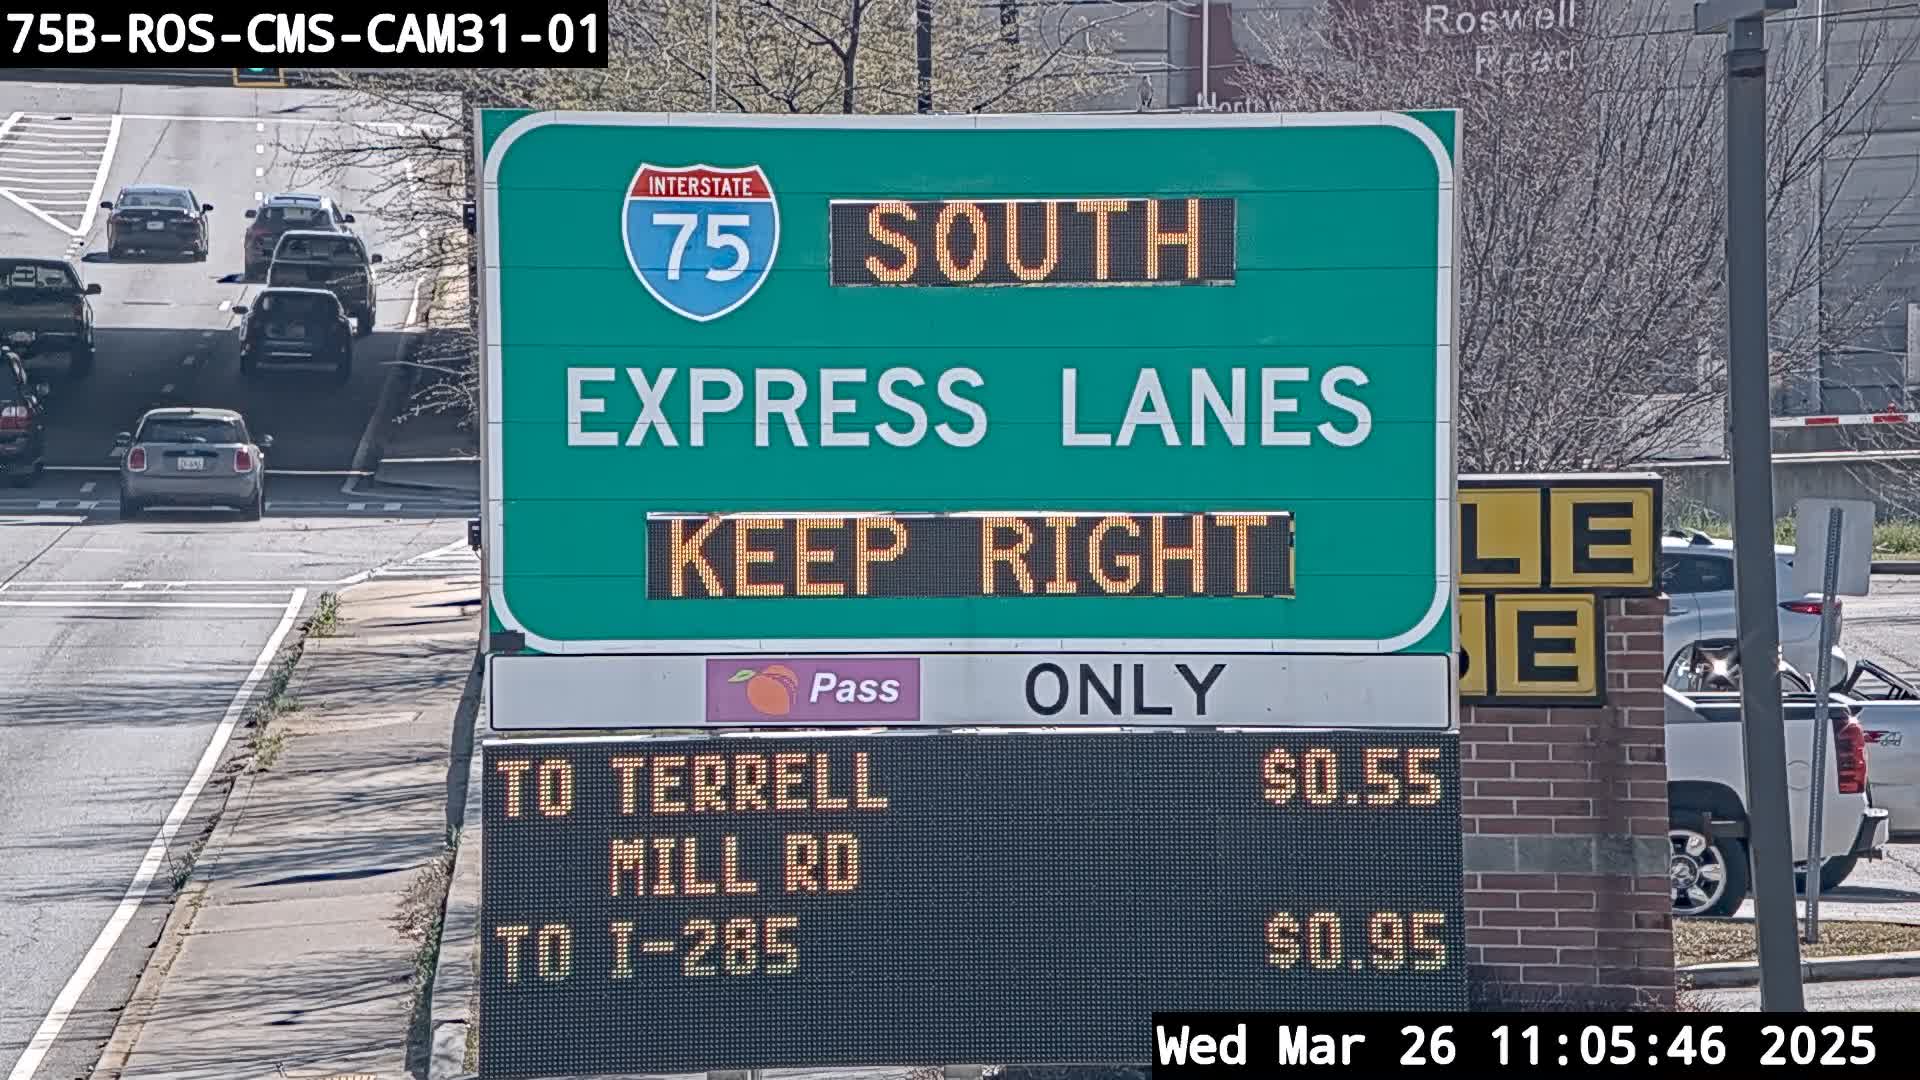 75B-ROS-CMS-CAM31-01
Roswell
Road
INTERSTATE
75
SOUTH
EXPRESS LANES
KEEP RIGHT
Pass ONLY
TO TERRELL $0.55
MILL RD
TO I-285 $0.95
LE
E
Wed Mar 26 11:05:46 2025